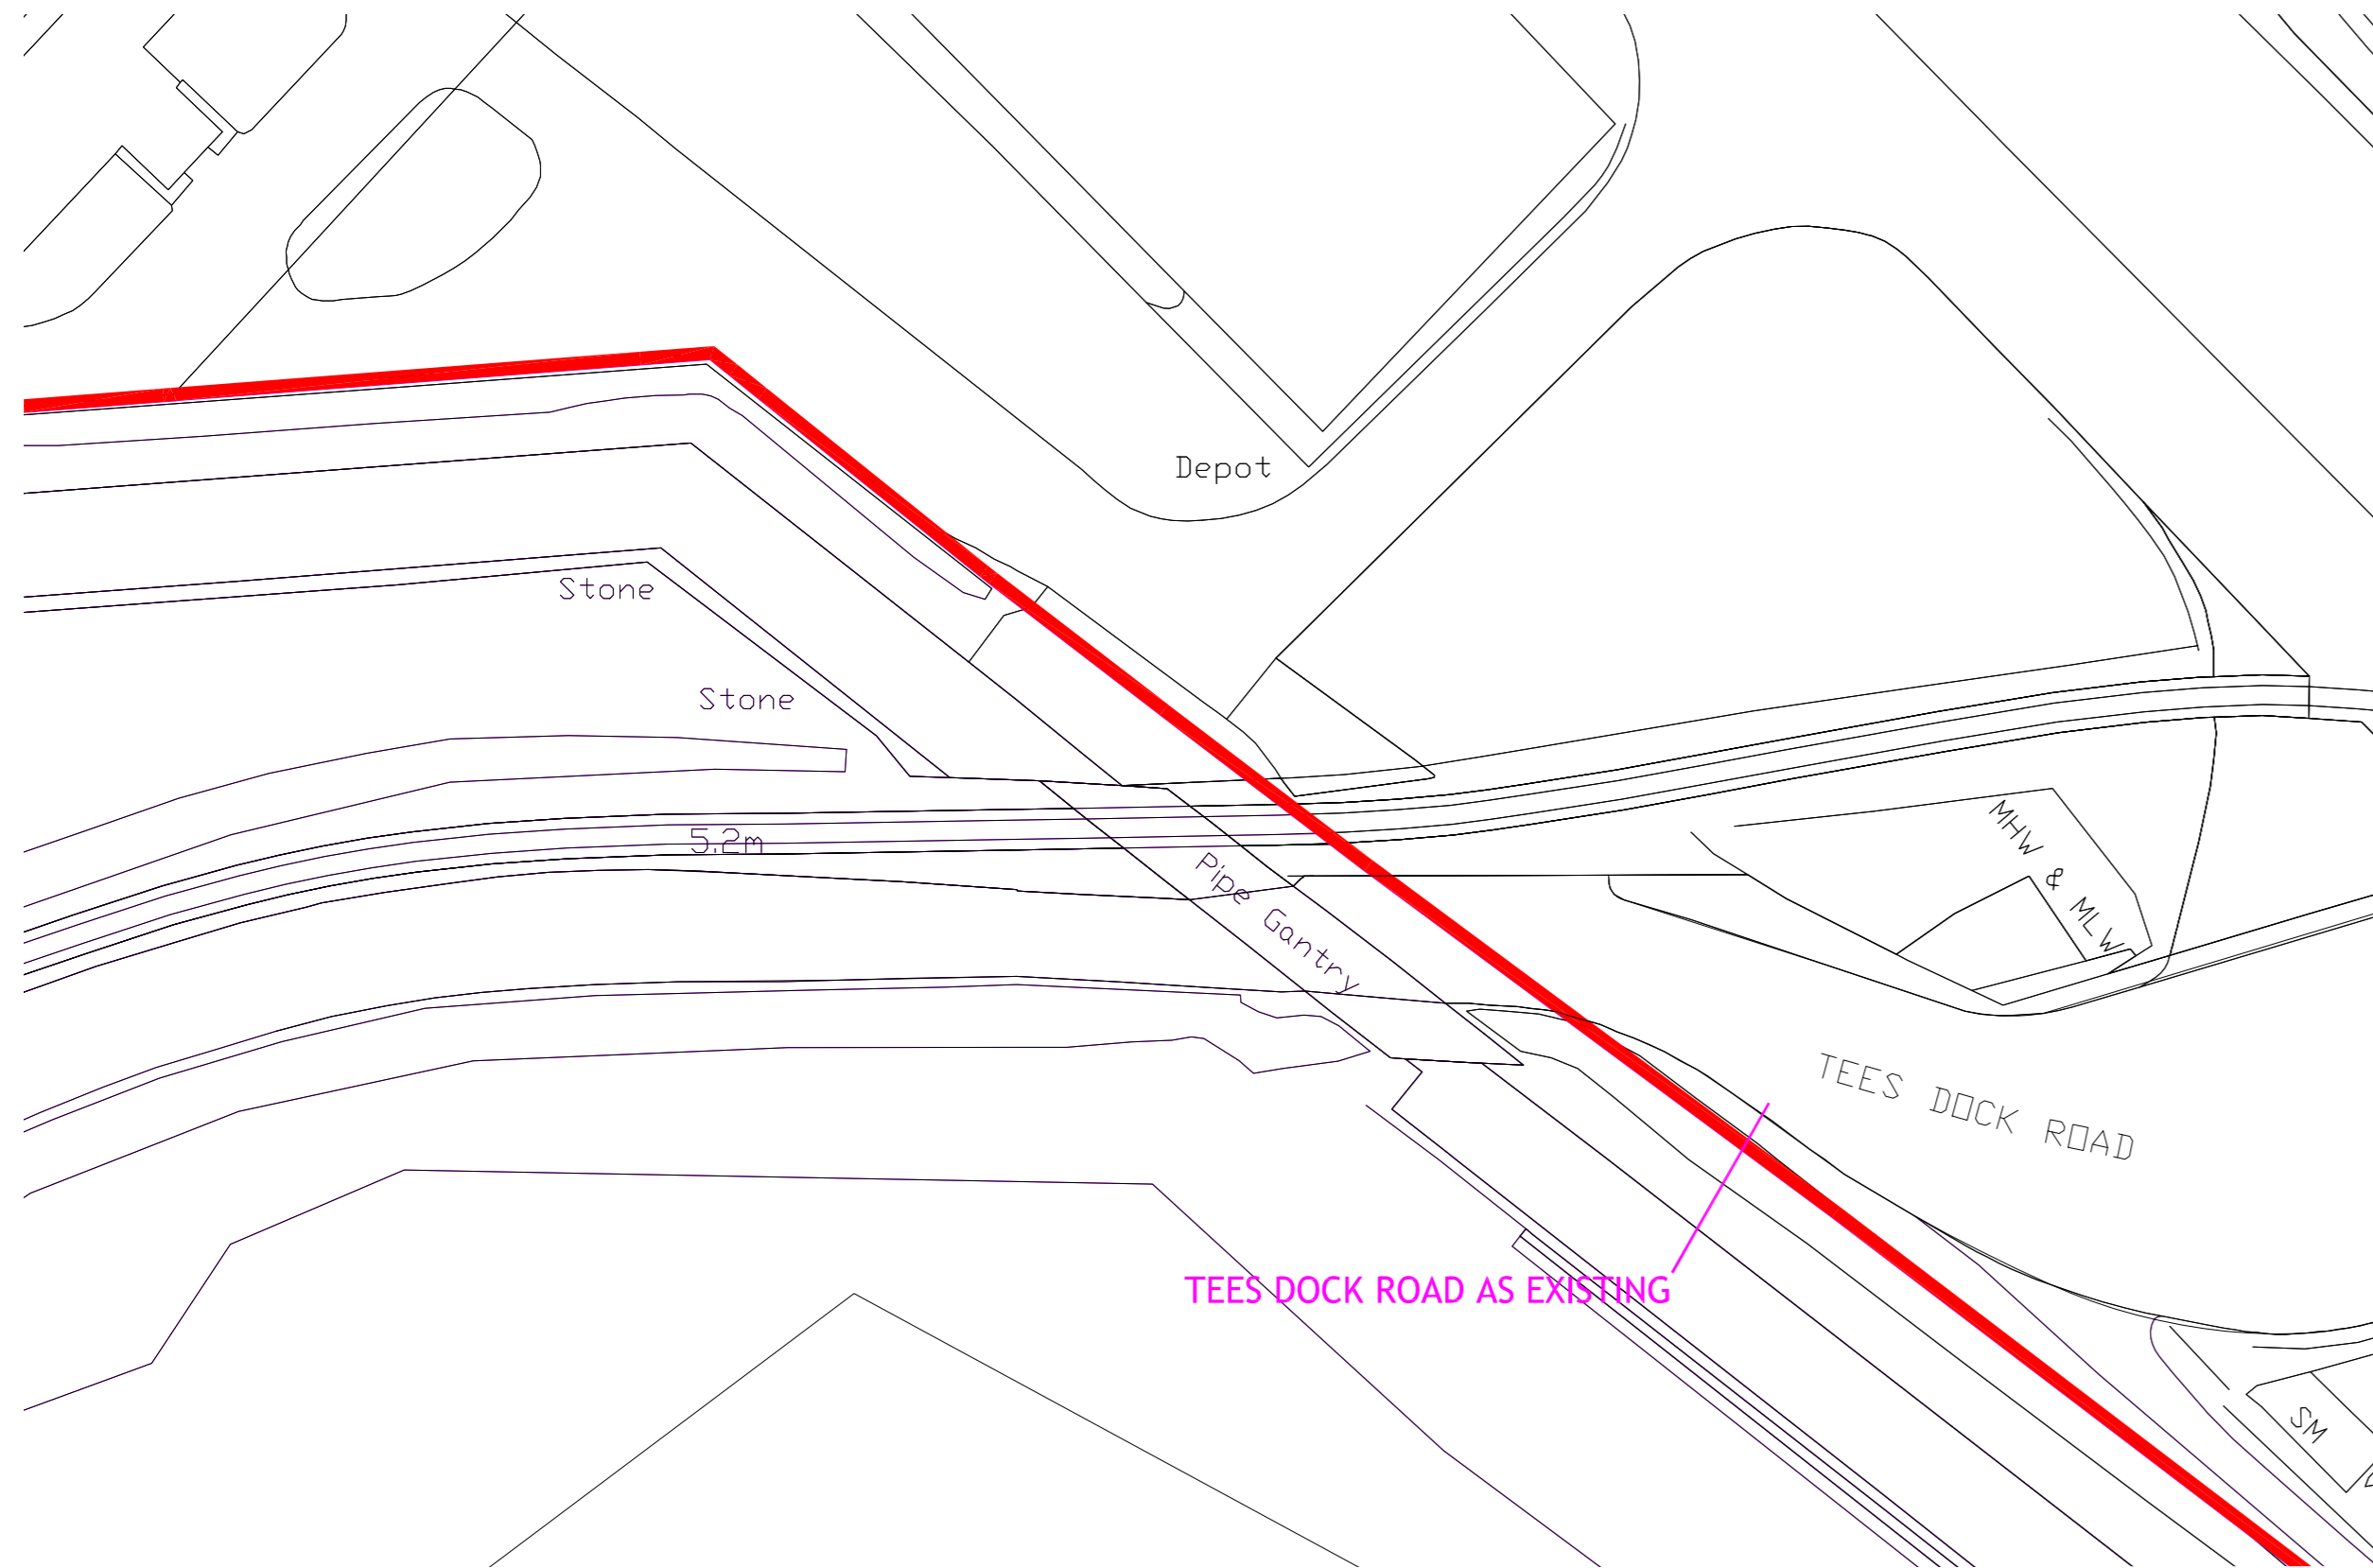 Depot
Stone
Stone
5.2m
MHW & MLW
Pipe Gantry
TEES DOCK ROAD
TEES DOCK ROAD AS EXISTING
SM